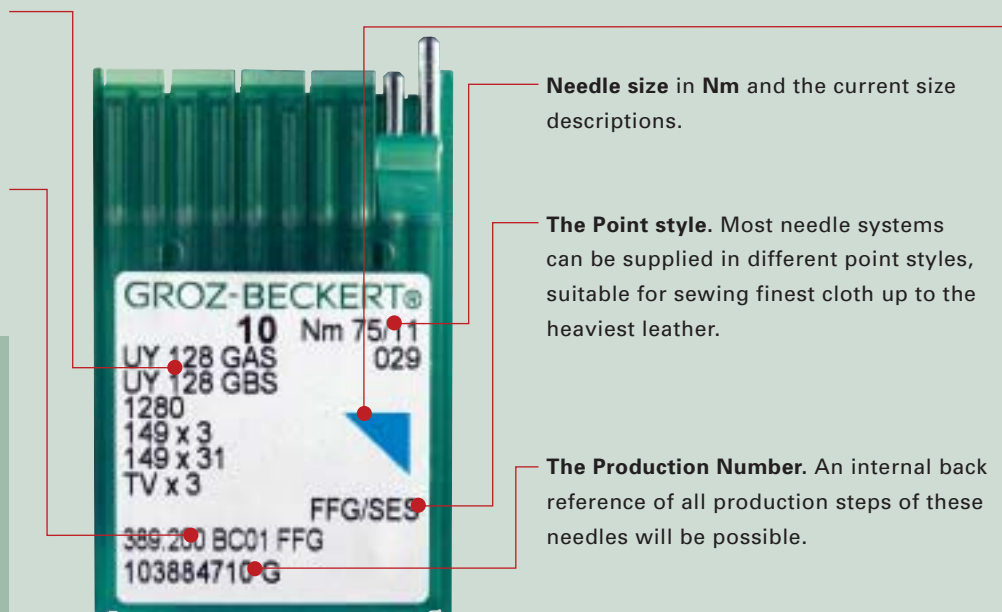 Needle size in Nm and the current size
descriptions.
The Point style. Most needle systems
can be supplied in different point styles,
suitable for sewing finest cloth up to the
heaviest leather.
The Production Number. An internal back
reference of all production steps of these
needles will be possible.
GROZ-BECKERT®
10 Nm 75/11
UY 128 GAS 029
UY 128 GBS
1280
149 x 3
149 x 31
TV x 3
FFG/SES
389.200 BC01 FFG
103884710 G